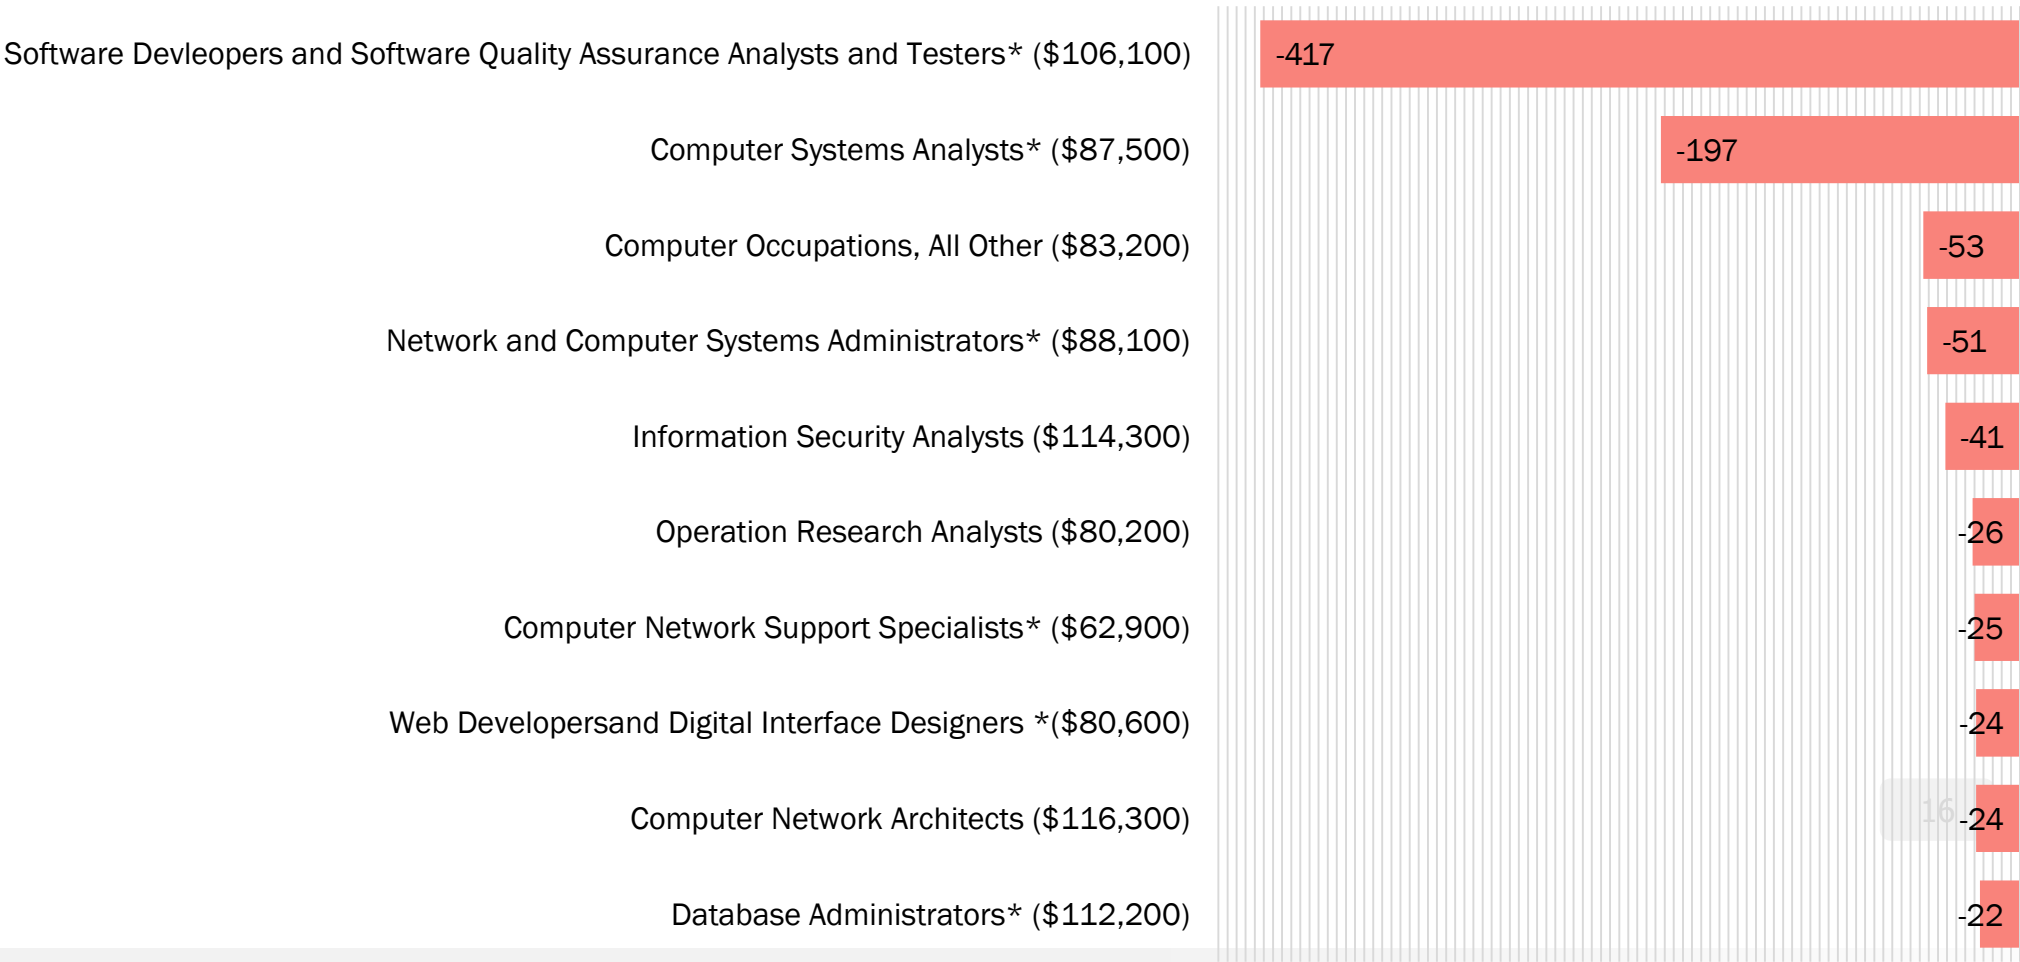 Software Devleopers and Software Quality Assurance Analysts and Testers* ($106,100) -417
Computer Systems Analysts* ($87,500) -197
Computer Occupations, All Other ($83,200) -53
Network and Computer Systems Administrators* ($88,100) -51
Information Security Analysts ($114,300) -41
Operation Research Analysts ($80,200) -26
Computer Network Support Specialists* ($62,900) -25
Web Developersand Digital Interface Designers *($80,600) -24
Computer Network Architects ($116,300) 16 -24
Database Administrators* ($112,200) -22